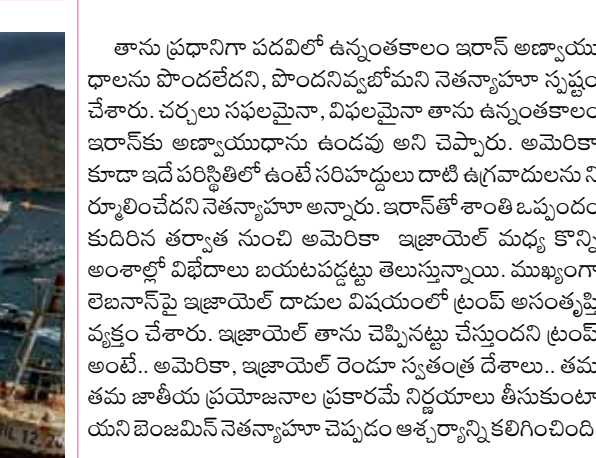 తాను ప్రధానిగా పదవిలో ఉన్నంతకాలం ఇరాన్ అణ్వాయు
ధాలను పొందలేదని, పొందనివ్వబోమని నెతన్యాహూ స్పష్టం
చేశారు. చర్చలు సఫలమైనా, విఫలమైనా తాను ఉన్నంతకాలం
ఇరాన్‌కు అణ్వాయుధాను ఉండవు అని చెప్పారు. అమెరికా
కూడా ఇదే పరిస్థితిలో ఉంటే సరిహద్దులు దాటి ఉగ్రవాదులను ని
ర్మూలించేదని నెతన్యాహూ అన్నారు. ఇరాన్‌తో శాంతి ఒప్పందం
కుదిరిన తర్వాత నుంచి అమెరికా ఇజ్రాయెల్ మధ్య కొన్ని
అంశాల్లో విభేదాలు బయటపడ్డట్టు తెలుస్తున్నాయి. ముఖ్యంగా
లెబనాన్‌పై ఇజ్రాయెల్ దాడుల విషయంలో ట్రంప్ అసంతృప్తి
వ్యక్తం చేశారు. ఇజ్రాయెల్ తాను చెప్పినట్టు చేస్తుందని ట్రంప్
అంటే.. అమెరికా, ఇజ్రాయెల్ రెండూ స్వతంత్ర దేశాలు.. తమ
తమ జాతీయ ప్రయోజనాల ప్రకారమే నిర్ణయాలు తీసుకుంటా
యని బెంజమిన్ నెతన్యాహూ చెప్పడం ఆశ్చర్యాన్ని కలిగించింది